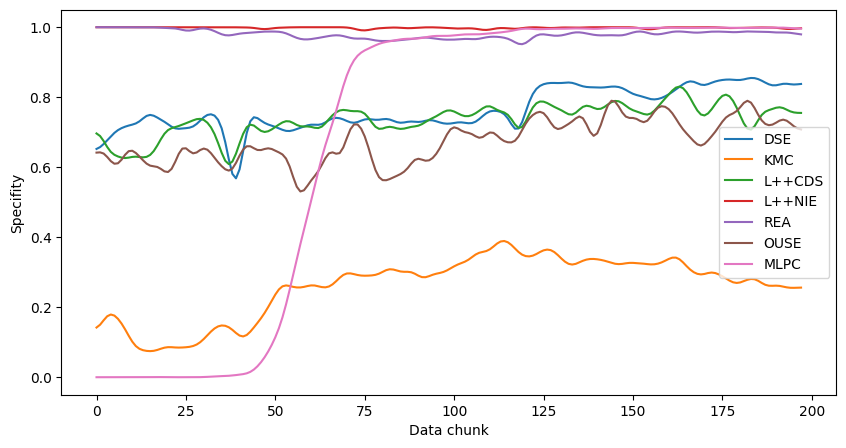 1.0
0.8
0.6
0.4
0.2
0.0
Specifity
0 25 50 75 100 125 150 175 200
Data chunk
DSE
KMC
L++CDS
L++NIE
REA
OUSE
MLPC